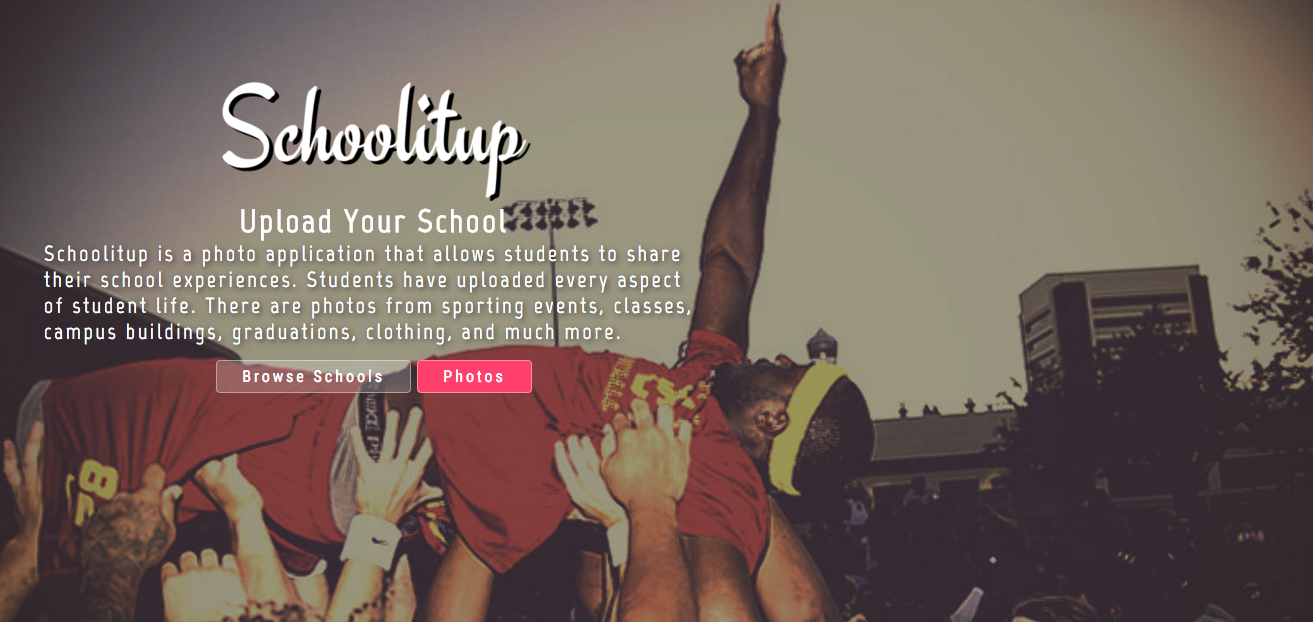 Schoolitup
Upload Your School
Schoolitup is a photo application that allows students to share
their school experiences. Students have uploaded every aspect
of student life. There are photos from sporting events, classes,
campus buildings, graduations, clothing, and much more.
Browse Schools
Photos